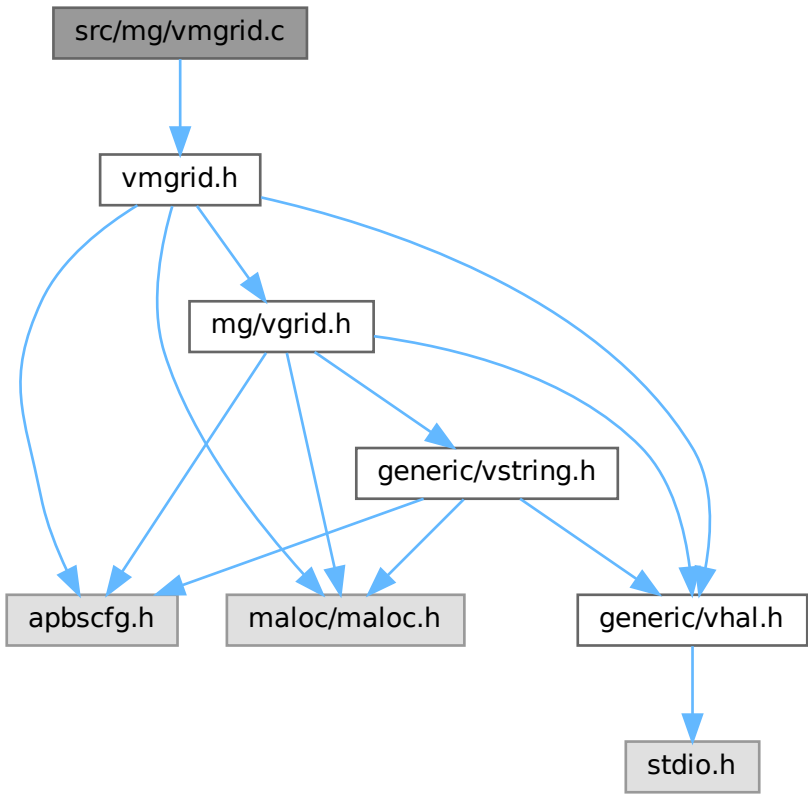 src/mg/vmgrid.c
vmgrid.h
mg/vgrid.h
generic/vstring.h
apbscfg.h
maloc/maloc.h
generic/vhal.h
stdio.h